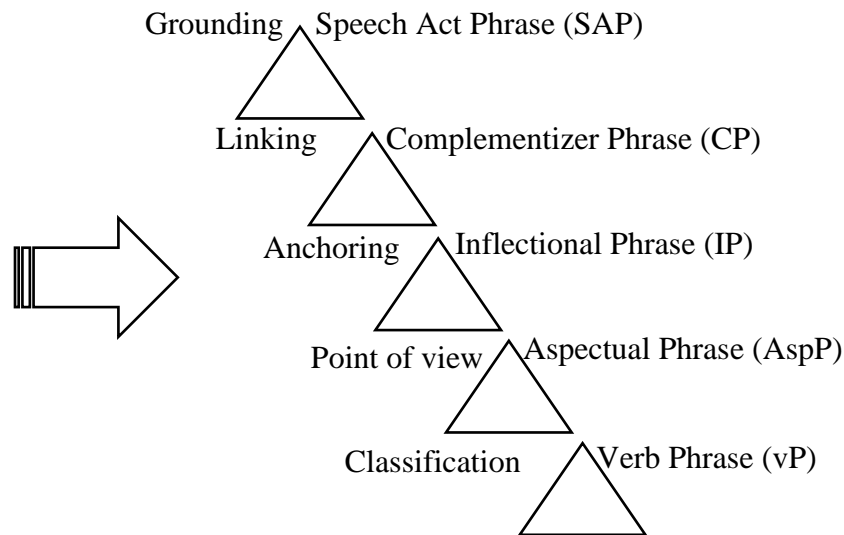 Grounding Speech Act Phrase (SAP)
Linking Complementizer Phrase (CP)
Anchoring Inflectional Phrase (IP)
Point of view Aspectual Phrase (AspP)
Classification Verb Phrase (vP)